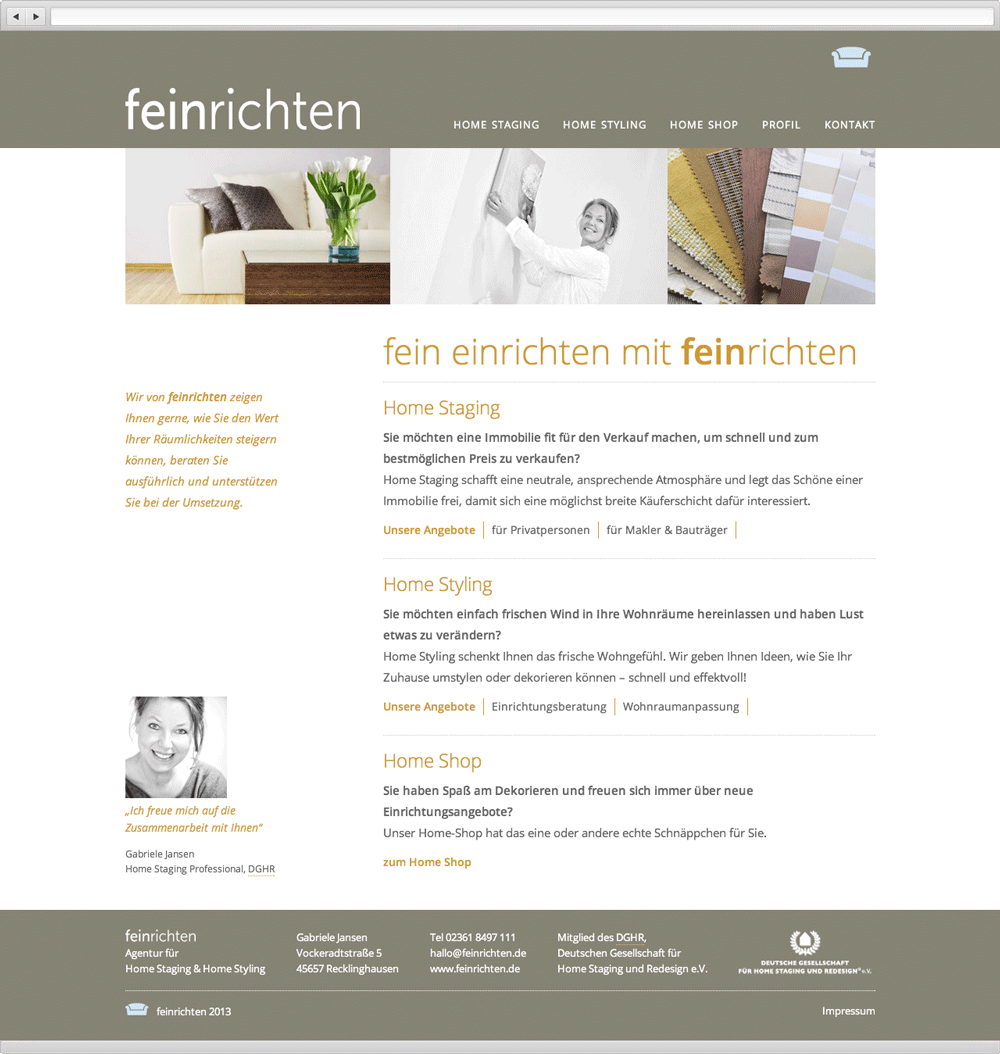 feinrichten
HOME STAGING HOME STYLING HOME SHOP PROFIL KONTAKT
fein einrichten mit feinrichten
Wir von feinrichten zeigen
Ihnen gerne, wie Sie den Wert
Ihrer Räumlichkeiten steigern
können, beraten Sie
ausführlich und unterstützen
Sie bei der Umsetzung.
Home Staging
Sie möchten eine Immobilie fit für den Verkauf machen, um schnell und zum
bestmöglichen Preis zu verkaufen?
Home Staging schafft eine neutrale, ansprechende Atmosphäre und legt das Schöne einer
Immobilie frei, damit sich eine möglichst breite Käuferschicht dafür interessiert.
Unsere Angebote für Privatpersonen für Makler & Bauträger
Home Styling
Sie möchten einfach frischen Wind in Ihre Wohnräume hereinlassen und haben Lust
etwas zu verändern?
Home Styling schenkt Ihnen das frische Wohngefühl. Wir geben Ihnen Ideen, wie Sie Ihr
Zuhause umstylen oder dekorieren können – schnell und effektvoll!
Unsere Angebote Einrichtungsberatung Wohnraumanpassung
Home Shop
Sie haben Spaß am Dekorieren und freuen sich immer über neue
Einrichtungsangebote?
Unser Home-Shop hat das eine oder andere echte Schnäppchen für Sie.
zum Home Shop
„Ich freue mich auf die
Zusammenarbeit mit Ihnen“
Gabriele Jansen
Home Staging Professional, DGHR
feinrichten
Agentur für
Home Staging & Home Styling
Gabriele Jansen
Vockeradtstraße 5
45657 Recklinghausen
Tel 02361 8497 111
hallo@feinrichten.de
www.feinrichten.de
Mitglied des DGHR,
Deutschen Gesellschaft für
Home Staging und Redesign e.V.
DEUTSCHE GESELLSCHAFT
FÜR HOME STAGING UND REDESIGN® e.V.
feinrichten 2013
Impressum